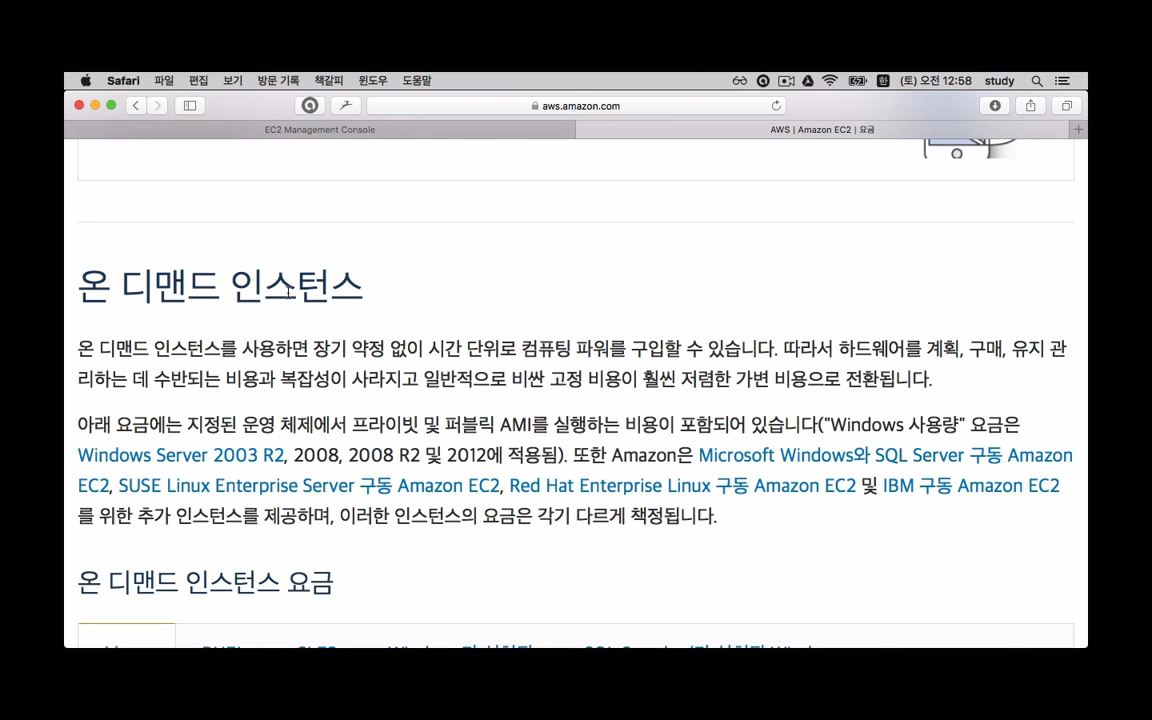 Safari 파일 편집 보기 방문 기록 책갈피 윈도우 도움말 한 (토) 오전 12:58 study
aws.amazon.com
EC2 Management Console AWS | Amazon EC2 | 요금
온 디맨드 인스턴스
온 디맨드 인스턴스를 사용하면 장기 약정 없이 시간 단위로 컴퓨팅 파워를 구입할 수 있습니다. 따라서 하드웨어를 계획, 구매, 유지 관
리하는 데 수반되는 비용과 복잡성이 사라지고 일반적으로 비싼 고정 비용이 훨씬 저렴한 가변 비용으로 전환됩니다.
아래 요금에는 지정된 운영 체제에서 프라이빗 및 퍼블릭 AMI를 실행하는 비용이 포함되어 있습니다("Windows 사용량" 요금은
Windows Server 2003 R2, 2008, 2008 R2 및 2012에 적용됨). 또한 Amazon은 Microsoft Windows와 SQL Server 구동 Amazon
EC2, SUSE Linux Enterprise Server 구동 Amazon EC2, Red Hat Enterprise Linux 구동 Amazon EC2 및 IBM 구동 Amazon EC2
를 위한 추가 인스턴스를 제공하며, 이러한 인스턴스의 요금은 각기 다르게 책정됩니다.
온 디맨드 인스턴스 요금